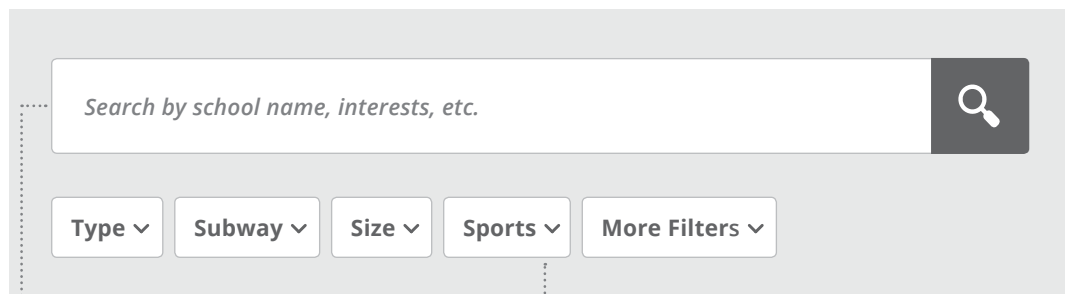 Search by school name, interests, etc.
Type Subway Size Sports More Filters